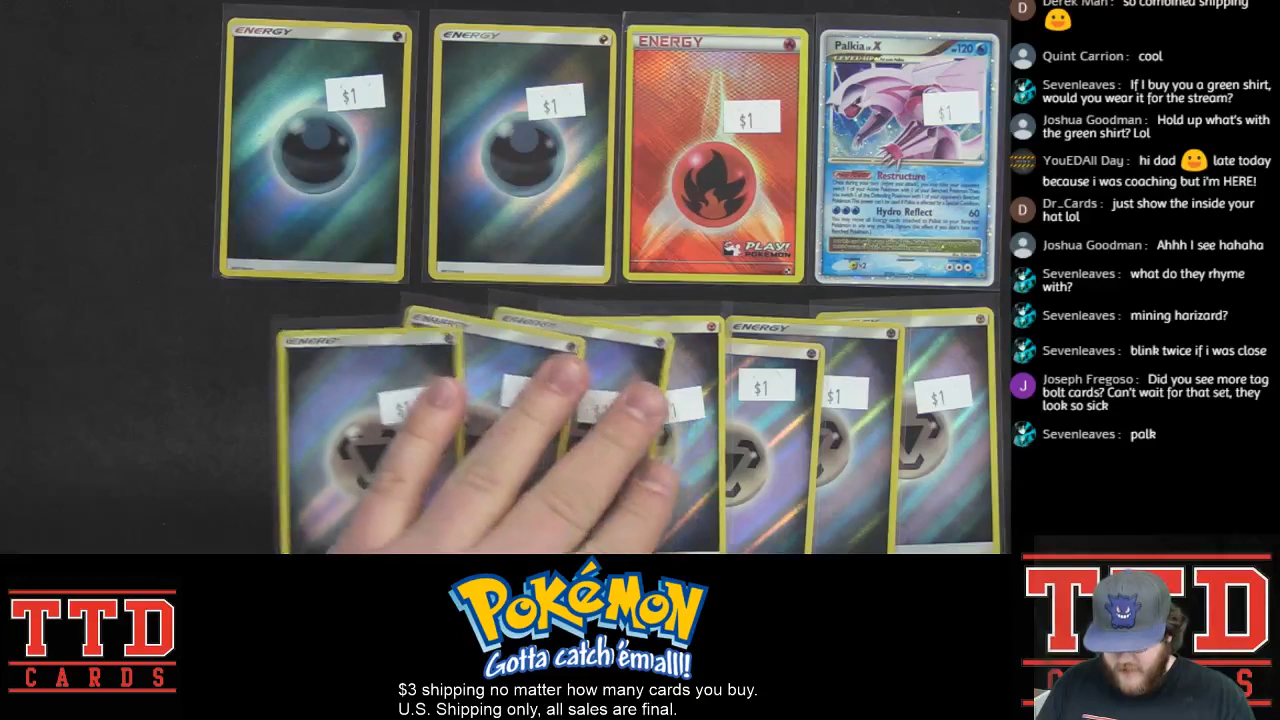 ENERGY
$1
ENERGY
$1
ENERGY
$1
PLAY!
POKÉMON
Palkia LV.X
LEVEL-UP
HP120
$1
Restructure
Hydro Reflect 60
×2
ENERG
$1
ENERGY
$1
$1
$1
Derek Man: so combined shipping
Quint Carrion: cool
Sevenleaves: If I buy you a green shirt,
would you wear it for the stream?
Joshua Goodman: Hold up what's with
the green shirt? Lol
YouEDAll Day: hi dad late today
because i was coaching but i'm HERE!
Dr_Cards: just show the inside your
hat lol
Joshua Goodman: Ahhh I see hahaha
Sevenleaves: what do they rhyme
with?
Sevenleaves: mining harizard?
Sevenleaves: blink twice if i was close
Joseph Fregoso: Did you see more tag
bolt cards? Can't wait for that set, they
look so sick
Sevenleaves: palk
TTD
CARDS
POKéMON
Gotta catch 'em all!
$3 shipping no matter how many cards you buy.
U.S. Shipping only, all sales are final.
TTD